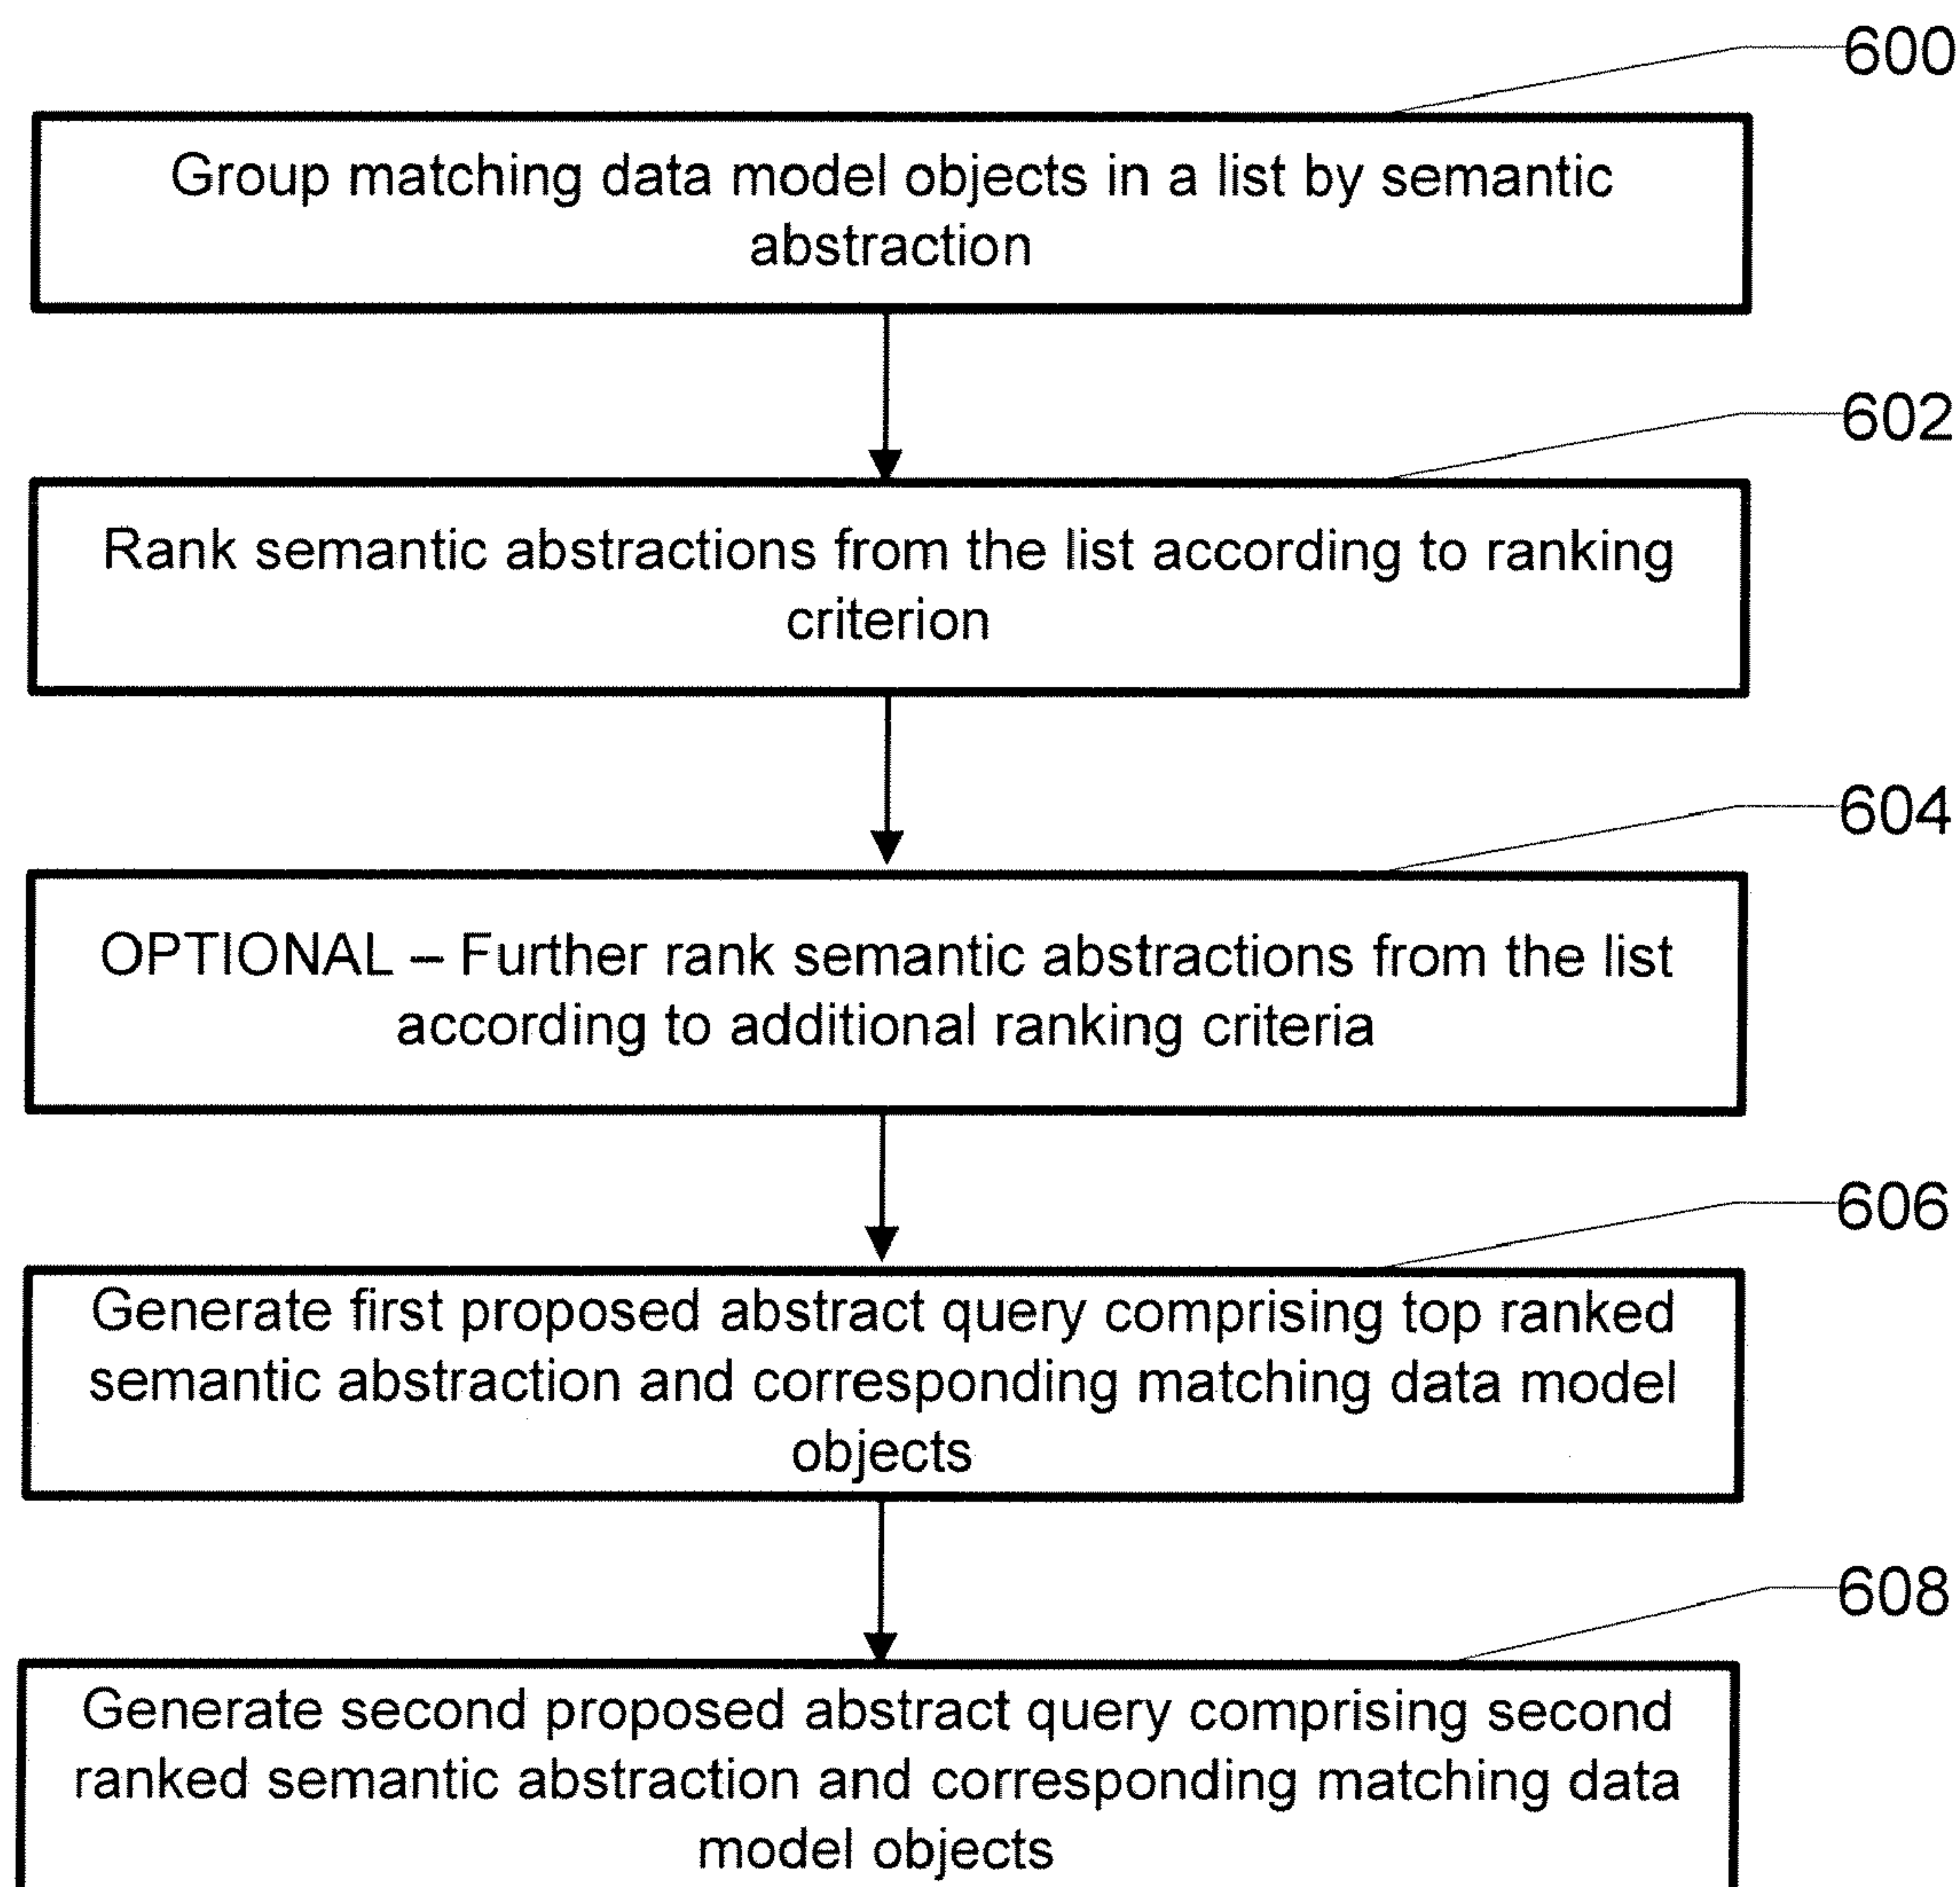 600
Group matching data model objects in a list by semantic
abstraction
602
Rank semantic abstractions from the list according to ranking
criterion
604
OPTIONAL – Further rank semantic abstractions from the list
according to additional ranking criteria
606
Generate first proposed abstract query comprising top ranked
semantic abstraction and corresponding matching data model
objects
608
Generate second proposed abstract query comprising second
ranked semantic abstraction and corresponding matching data
model objects